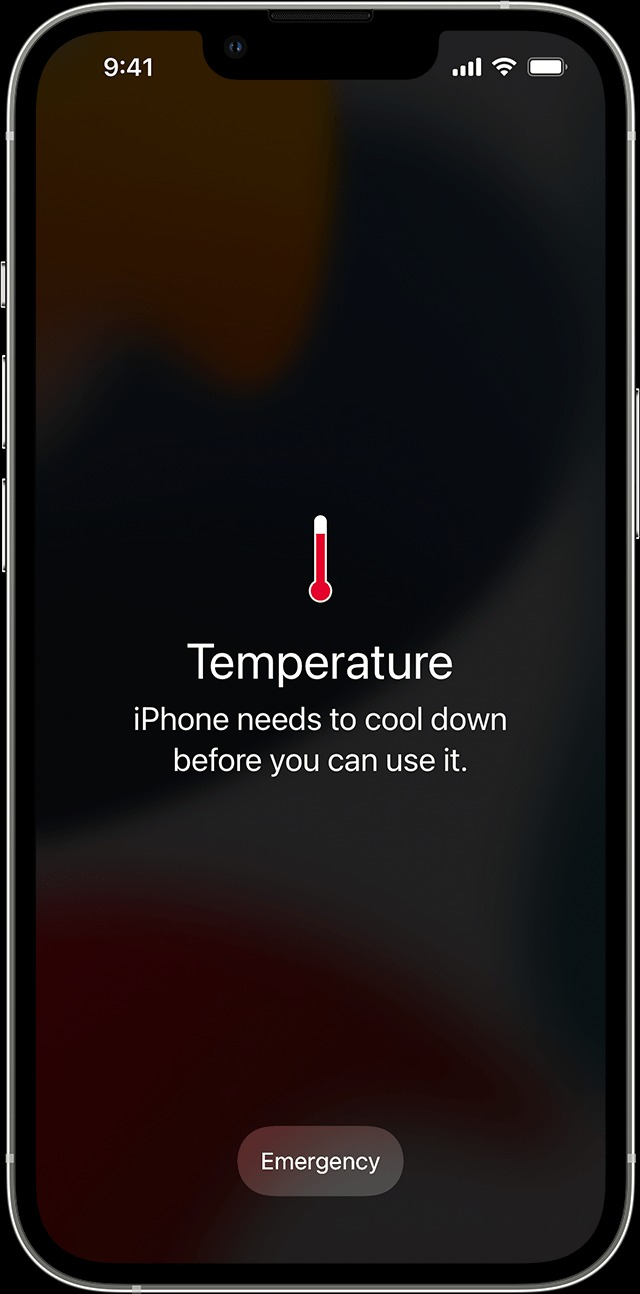 9:41
Temperature
iPhone needs to cool down
before you can use it.
Emergency